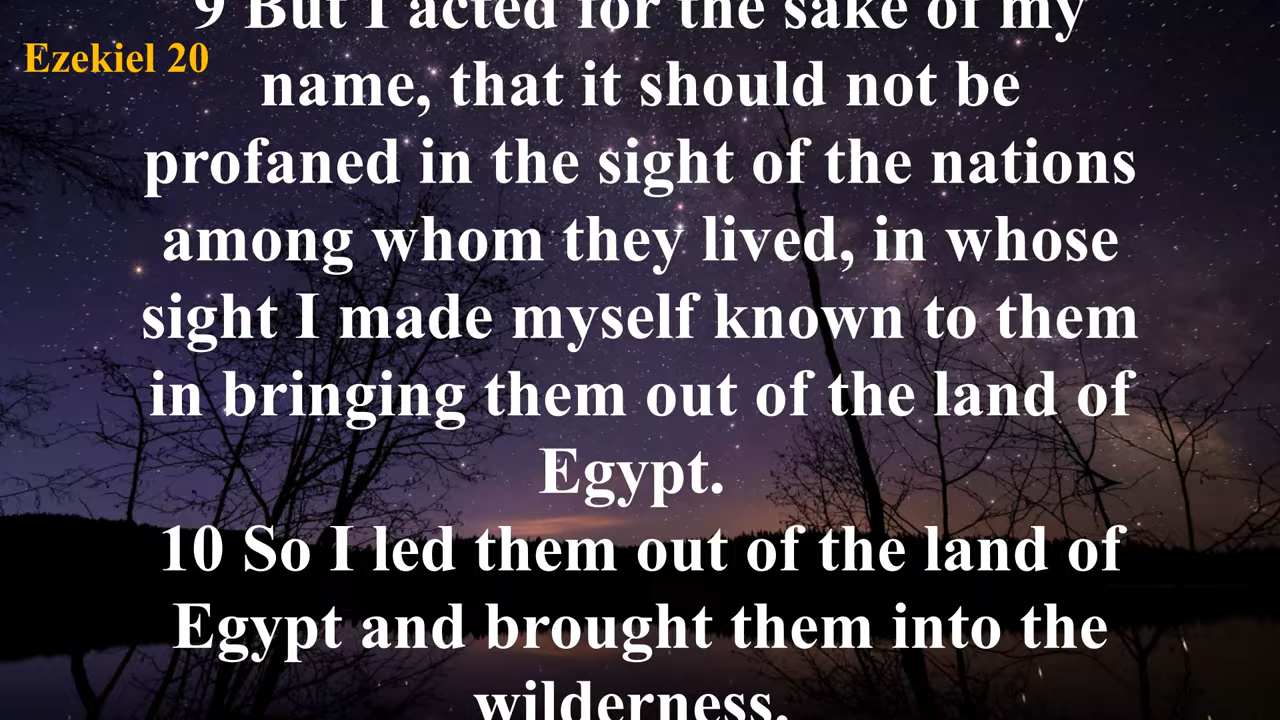 9 But I acted for the sake of my
Ezekiel 20
name, that it should not be
profaned in the sight of the nations
among whom they lived, in whose
sight I made myself known to them
in bringing them out of the land of
Egypt.
10 So I led them out of the land of
Egypt and brought them into the
wilderness.